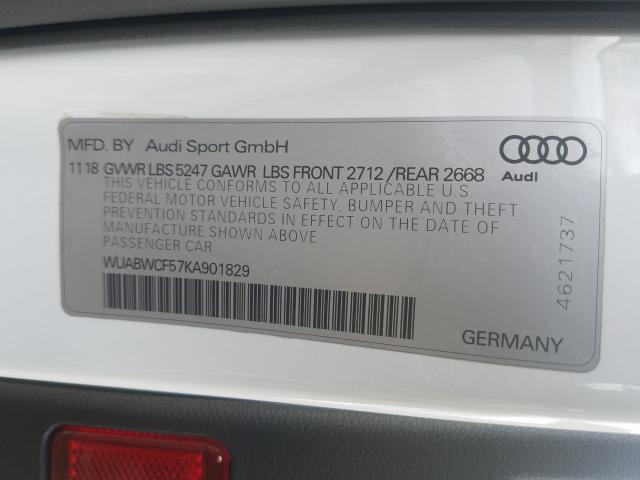 MFD. BY Audi Sport GmbH
11 18 GVWR LBS 5247 GAWR LBS FRONT 2712 /REAR 2668
Audi
THIS VEHICLE CONFORMS TO ALL APPLICABLE U.S
FEDERAL MOTOR VEHICLE SAFETY, BUMPER AND THEFT
PREVENTION STANDARDS IN EFFECT ON THE DATE OF
MANUFACTURE SHOWN ABOVE
PASSENGER CAR
WUABWCF57KA901829
4621737
GERMANY